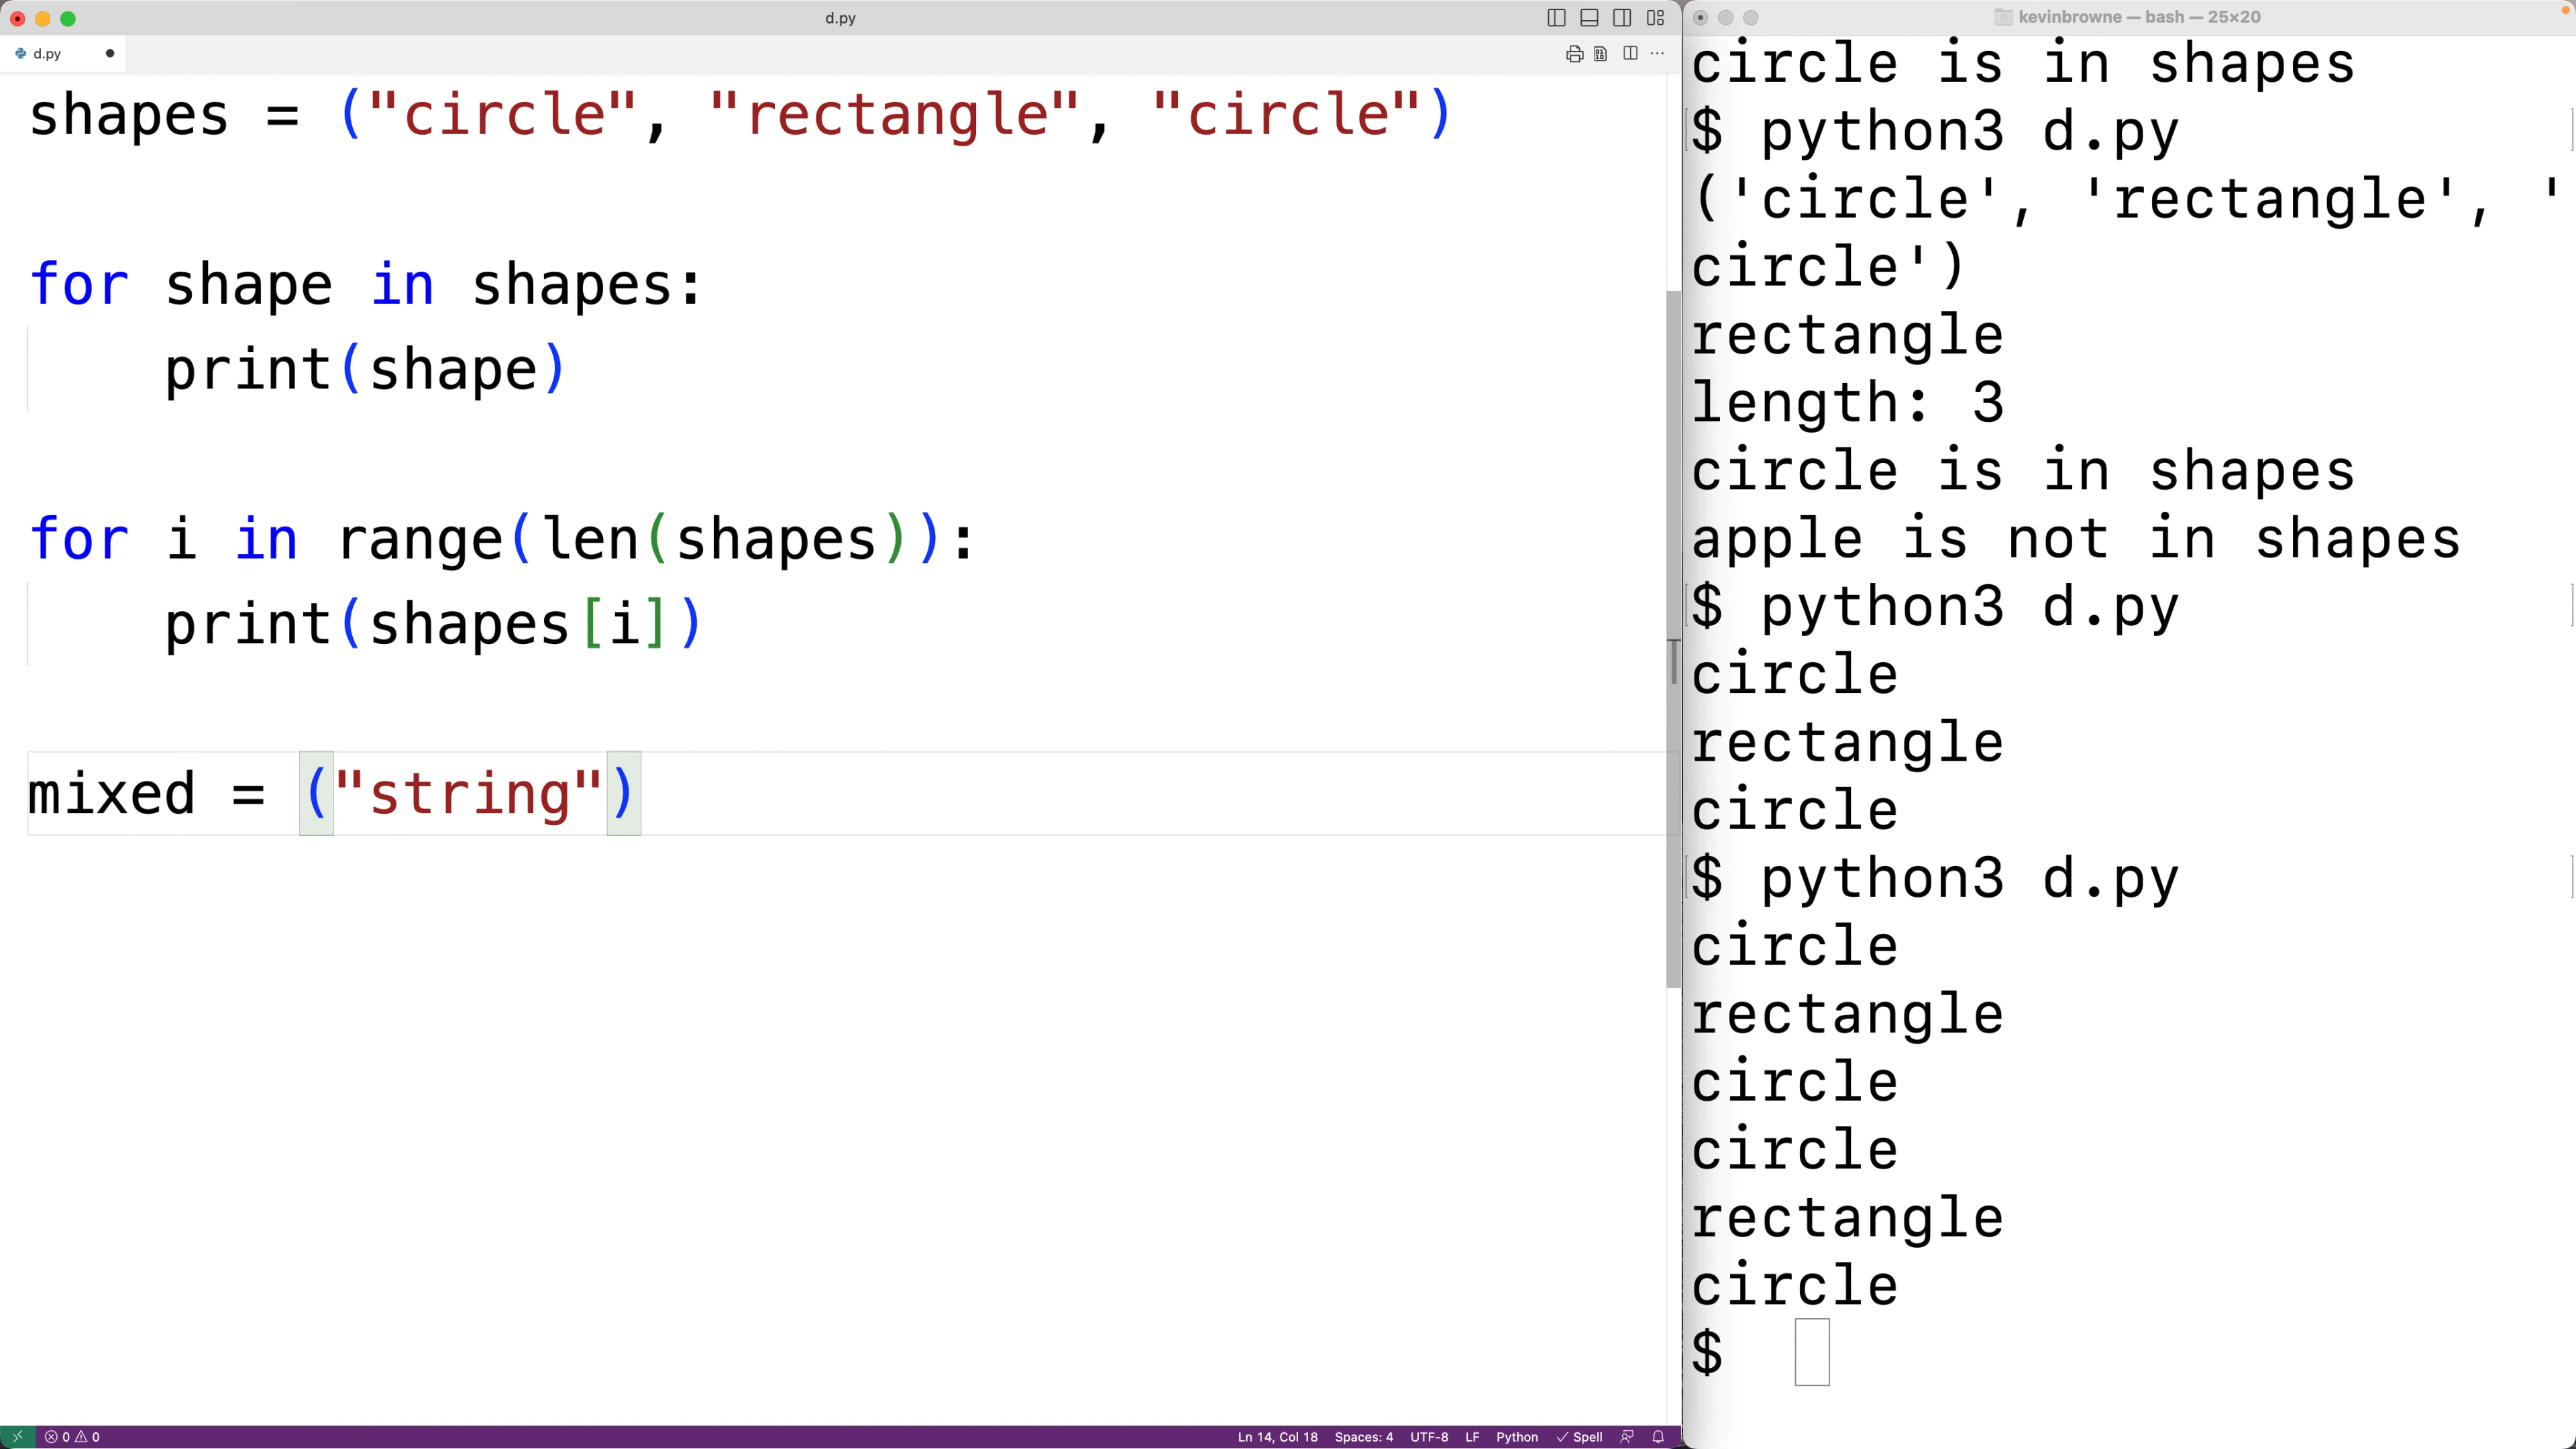 d.py
d.py
shapes = ("circle", "rectangle", "circle")
for shape in shapes:
    print(shape)
for i in range(len(shapes)):
    print(shapes[i])
mixed = ("string")
0 0
Ln 14, Col 18 Spaces: 4 UTF-8 LF Python Spell
kevinbrowne — bash — 25×20
circle is in shapes
$ python3 d.py
('circle', 'rectangle', '
circle')
rectangle
length: 3
circle is in shapes
apple is not in shapes
$ python3 d.py
circle
rectangle
circle
$ python3 d.py
circle
rectangle
circle
circle
rectangle
circle
$